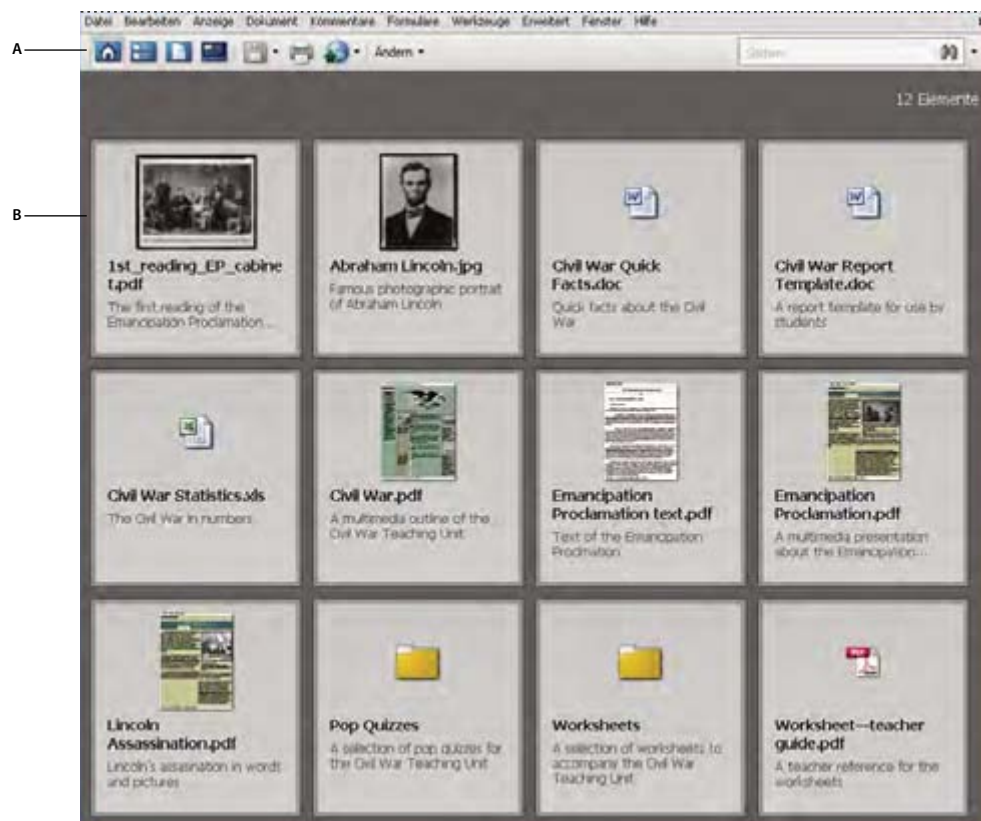 Datei Bearbeiten Anzeige Dokument Kommentare Formulare Werkzeuge Erweitert Fenster Hilfe
A
Ändern
Suchen
12 Elemente
B
1st_reading_EP_cabine
t.pdf
The first reading of the
Emancipation Proclamation...
Abraham Lincoln.jpg
Famous photographic portrait
of Abraham Lincoln
Civil War Quick
Facts.doc
Quick facts about the Civil
War
Civil War Report
Template.doc
A report template for use by
students
Civil War Statistics.xls
The Civil War in numbers
Civil War.pdf
A multimedia outline of the
Civil War Teaching Unit
Emancipation
Proclamation text.pdf
Text of the Emancipation
Emancipation
Proclamation.pdf
A multimedia presentation
about the Emancipation...
Lincoln
Assassination.pdf
Lincoln's assasination in words
and pictures
Pop Quizzes
A selection of pop quizzes for
the Civil War Teaching Unit
Worksheets
A selection of worksheets to
accompany the Civil War
Teaching Unit
Worksheet—teacher
guide.pdf
A teacher reference for the
worksheets